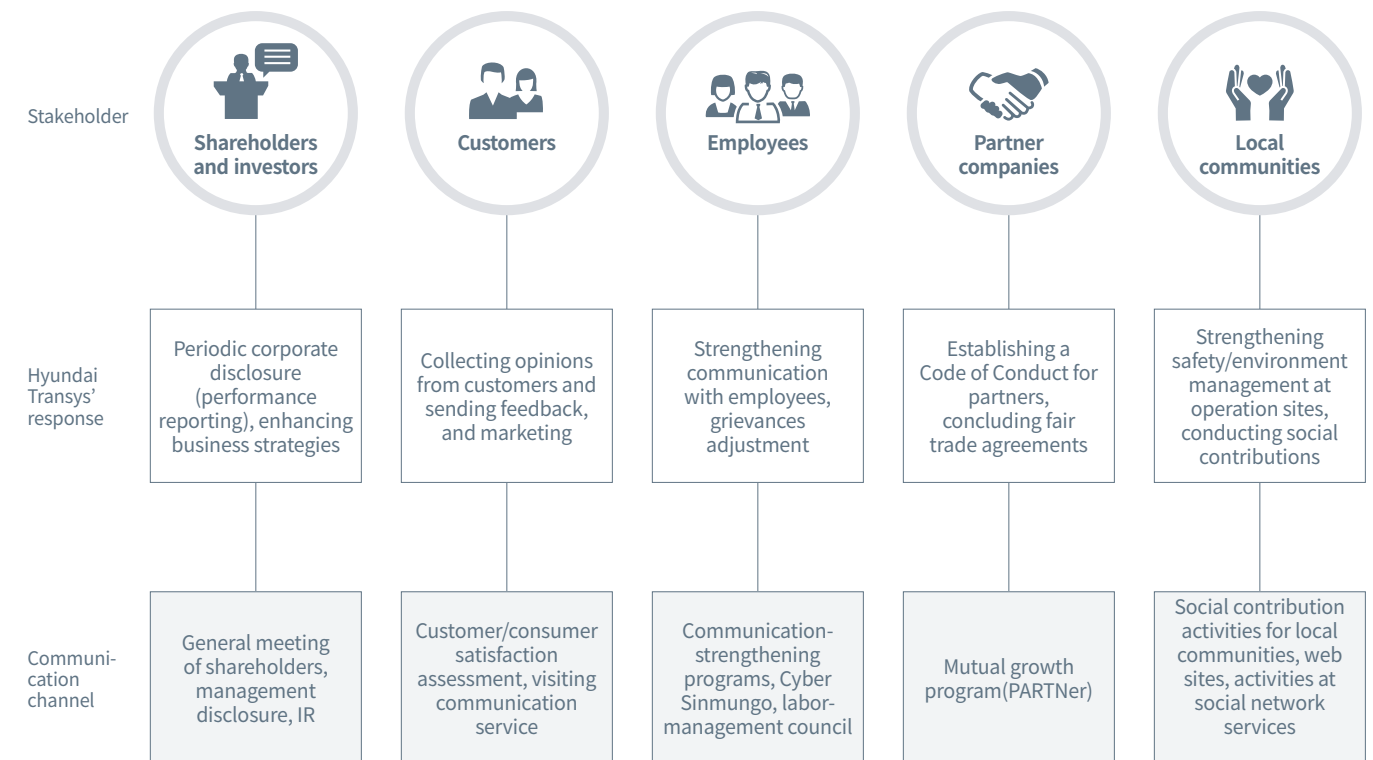 Stakeholder
Shareholders
and investors
Customers
Employees
Partner
companies
Local
communities
Hyundai
Transys’
response
Periodic corporate
disclosure
(performance
reporting), enhancing
business strategies
Collecting opinions
from customers and
sending feedback,
and marketing
Strengthening
communication
with employees,
grievances
adjustment
Establishing a
Code of Conduct for
partners,
concluding fair
trade agreements
Strengthening
safety/environment
management at
operation sites,
conducting social
contributions
Communi-
cation
channel
General meeting
of shareholders,
management
disclosure, IR
Customer/consumer
satisfaction
assessment, visiting
communication
service
Communication-
strengthening
programs, Cyber
Sinmungo, labor-
management council
Mutual growth
program(PARTNer)
Social contribution
activities for local
communities, web
sites, activities at
social network
services